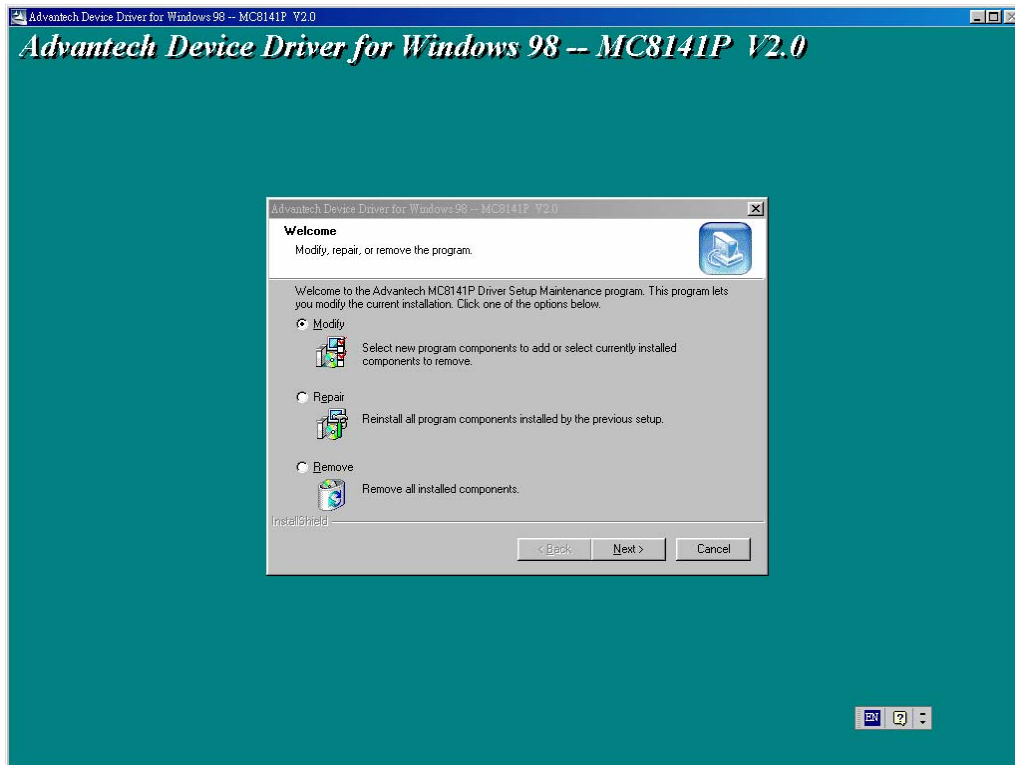 Advantech Device Driver for Windows 98 -- MC8141P V2.0
Advantech Device Driver for Windows 98 -- MC8141P V2.0
Advantech Device Driver for Windows 98 -- MC8141P V2.0
Welcome
Modify, repair, or remove the program.
Welcome to the Advantech MC8141P Driver Setup Maintenance program. This program lets
you modify the current installation. Click one of the options below.
Modify
Select new program components to add or select currently installed
components to remove.
Repair
Reinstall all program components installed by the previous setup.
Remove
Remove all installed components.
InstallShield
< Back
Next >
Cancel
EN